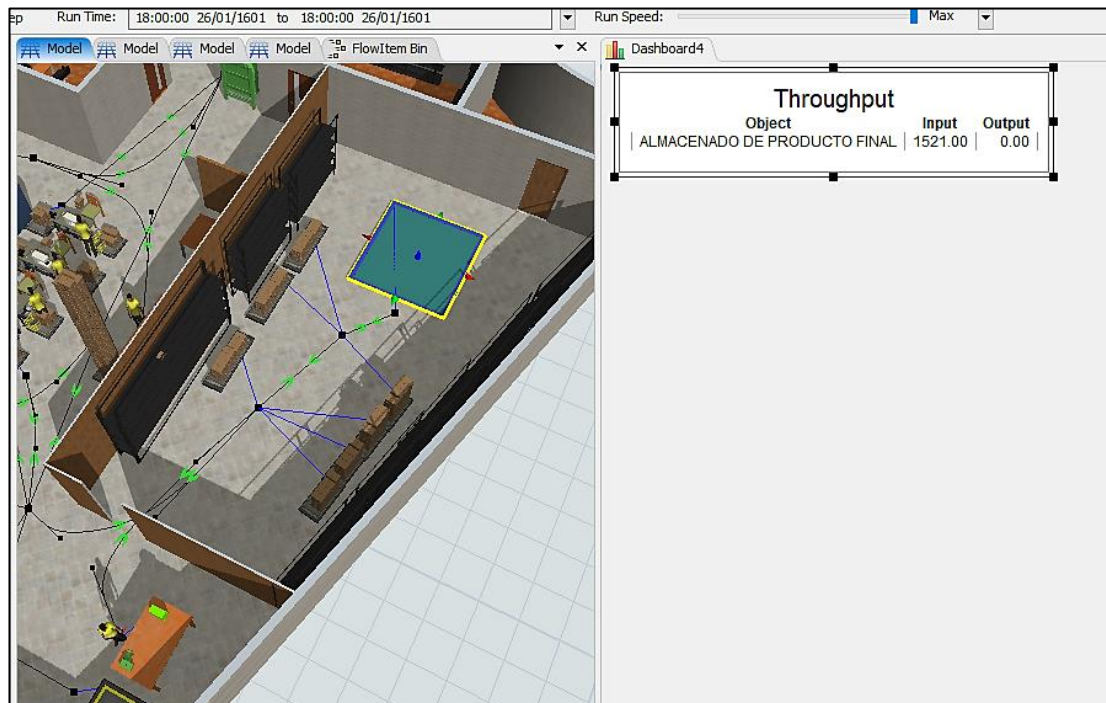 ep Run Time: 18:00:00 26/01/1601 to 18:00:00 26/01/1601 Run Speed: Max
Model Model Model Model FlowItem Bin Dashboard4
Throughput
Object Input Output
ALMACENADO DE PRODUCTO FINAL 1521.00 0.00